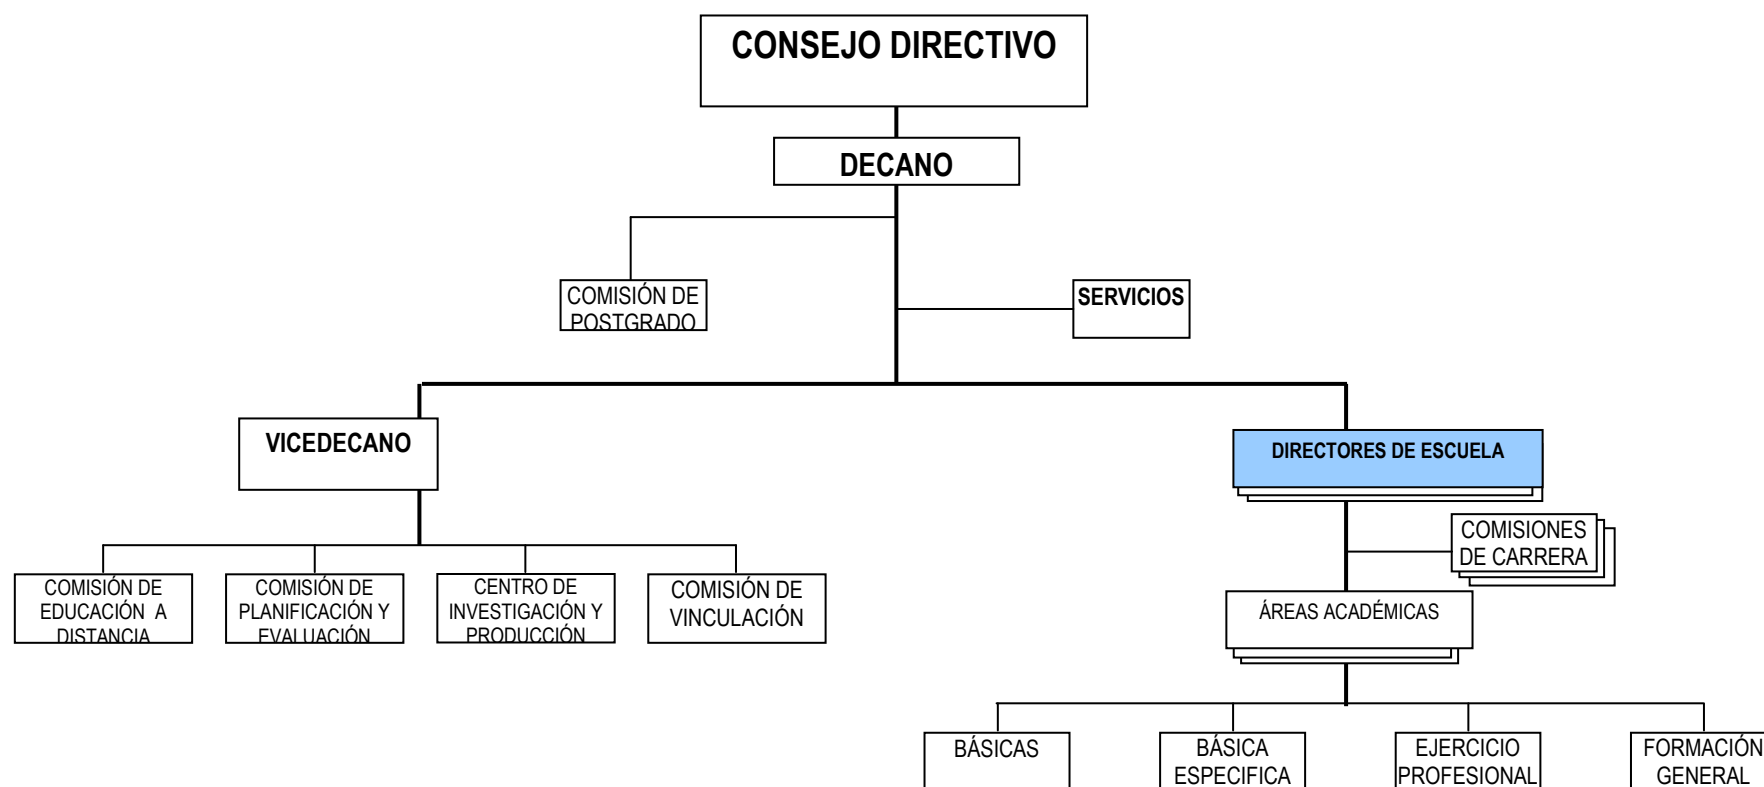 CONSEJO DIRECTIVO
DECANO
COMISIÓN DE
POSTGRADO
SERVICIOS
VICEDECANO
DIRECTORES DE ESCUELA
COMISIONES
DE CARRERA
COMISIÓN DE
EDUCACIÓN A
DISTANCIA
COMISIÓN DE
PLANIFICACIÓN Y
EVALUACIÓN
CENTRO DE
INVESTIGACIÓN Y
PRODUCCIÓN
COMISIÓN DE
VINCULACIÓN
ÁREAS ACADÉMICAS
BÁSICAS
BÁSICA
ESPECIFICA
EJERCICIO
PROFESIONAL
FORMACIÓN
GENERAL